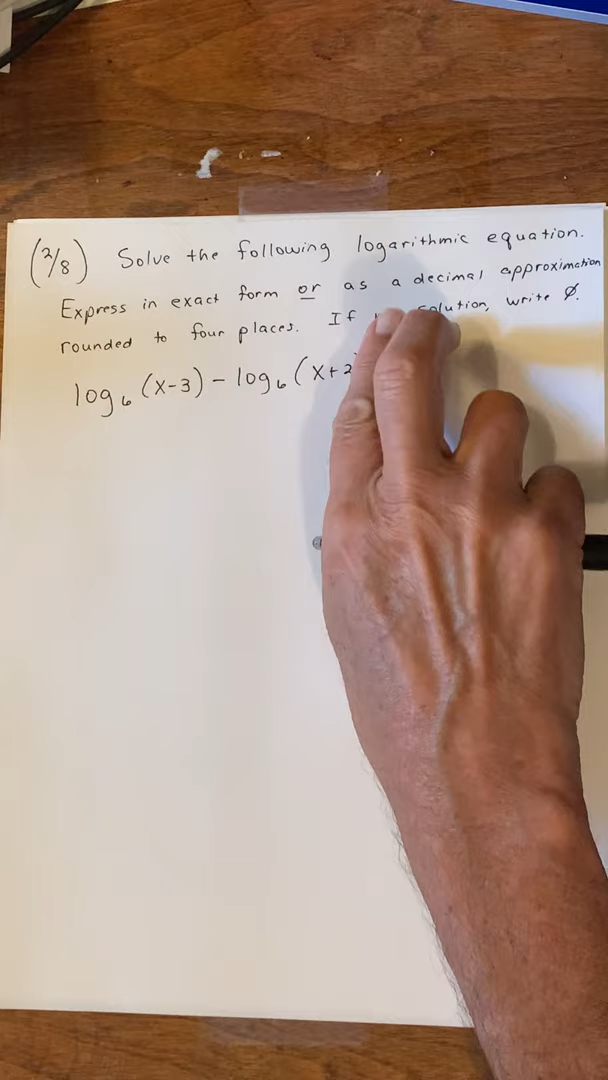 (2/8) Solve the following logarithmic equation.
Express in exact form or as a decimal approximation
rounded to four places. If solution, write ∅.
log₆(x-3) - log₆(x+2